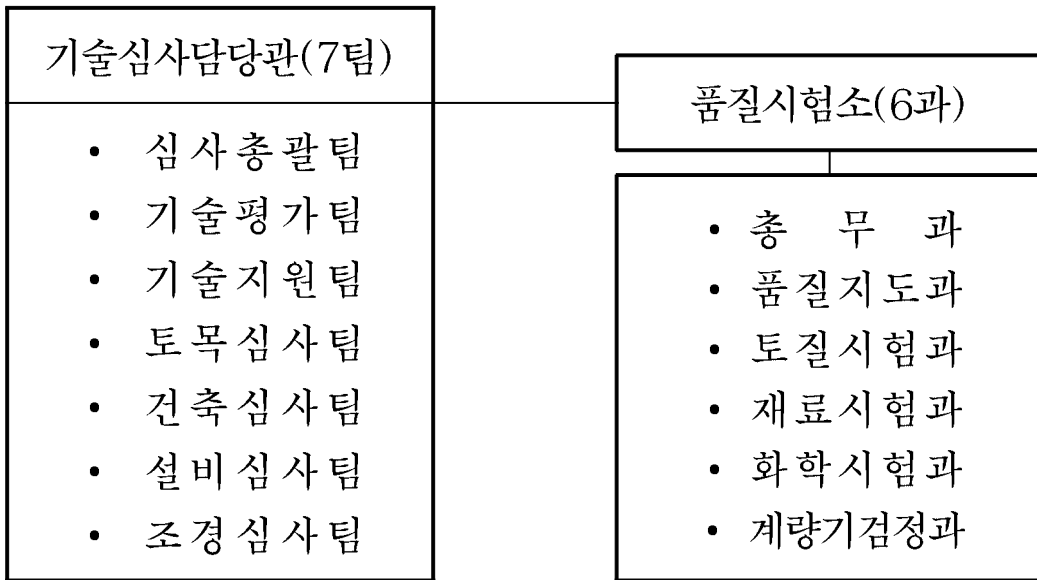 기술심사담당관(7팀)
• 심사총괄팀
• 기술평가팀
• 기술지원팀
• 토목심사팀
• 건축심사팀
• 설비심사팀
• 조경심사팀
품질시험소(6과)
• 총 무 과
• 품질지도과
• 토질시험과
• 재료시험과
• 화학시험과
• 계량기검정과